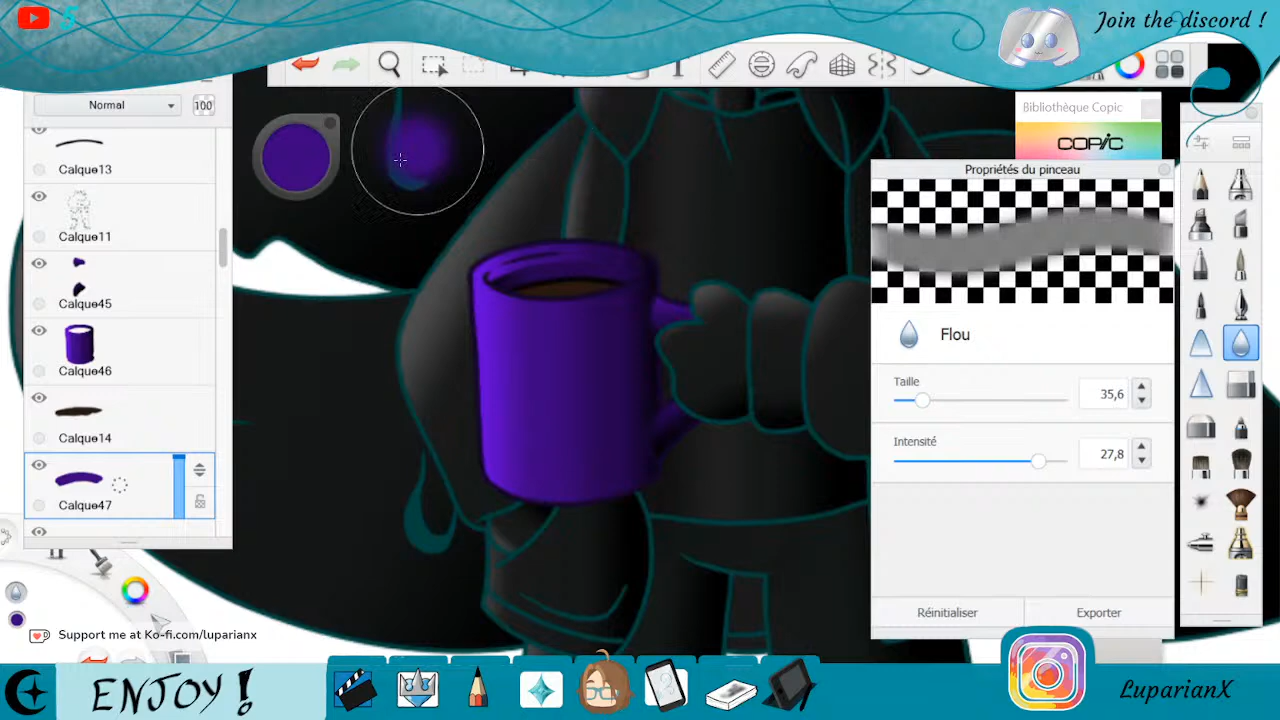 5
Join the discord !
Normal
100
Bibliothèque Copic
COPIC
Calque13
Propriétés du pinceau
Calque11
Calque45
Flou
Calque46
Taille
35,6
Calque14
Intensité
27,8
Calque47
Réinitialiser
Exporter
Support me at Ko-fi.com/luparianx
ENJOY !
LuparianX